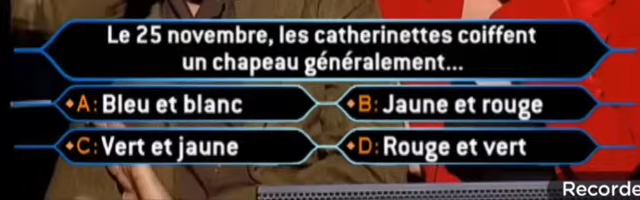 Le 25 novembre, les catherinettes coiffent
un chapeau généralement...
A: Bleu et blanc
B: Jaune et rouge
C: Vert et jaune
D: Rouge et vert
Recorde